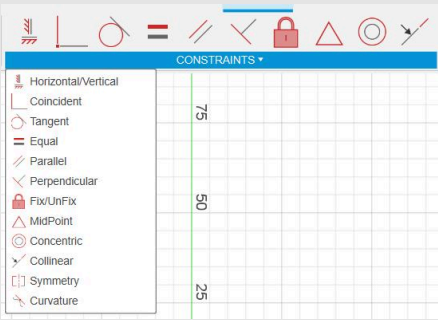 CONSTRAINTS
Horizontal/Vertical
Coincident
Tangent
Equal
Parallel
Perpendicular
Fix/UnFix
MidPoint
Concentric
Collinear
Symmetry
Curvature
75
50
25